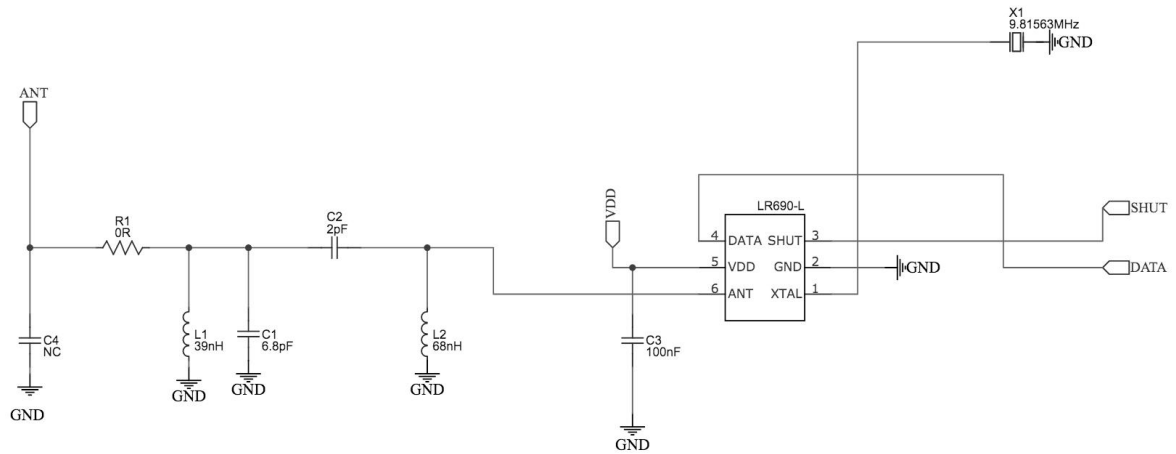 X1
9.81563MHz
GND
ANT
VDD
LR690-L
SHUT
R1
0R
C2
2pF
4 DATA SHUT 3
5 VDD GND 2
GND
DATA
6 ANT XTAL 1
C4
NC
L1
39nH
C1
6.8pF
L2
68nH
C3
100nF
GND
GND
GND
GND
GND